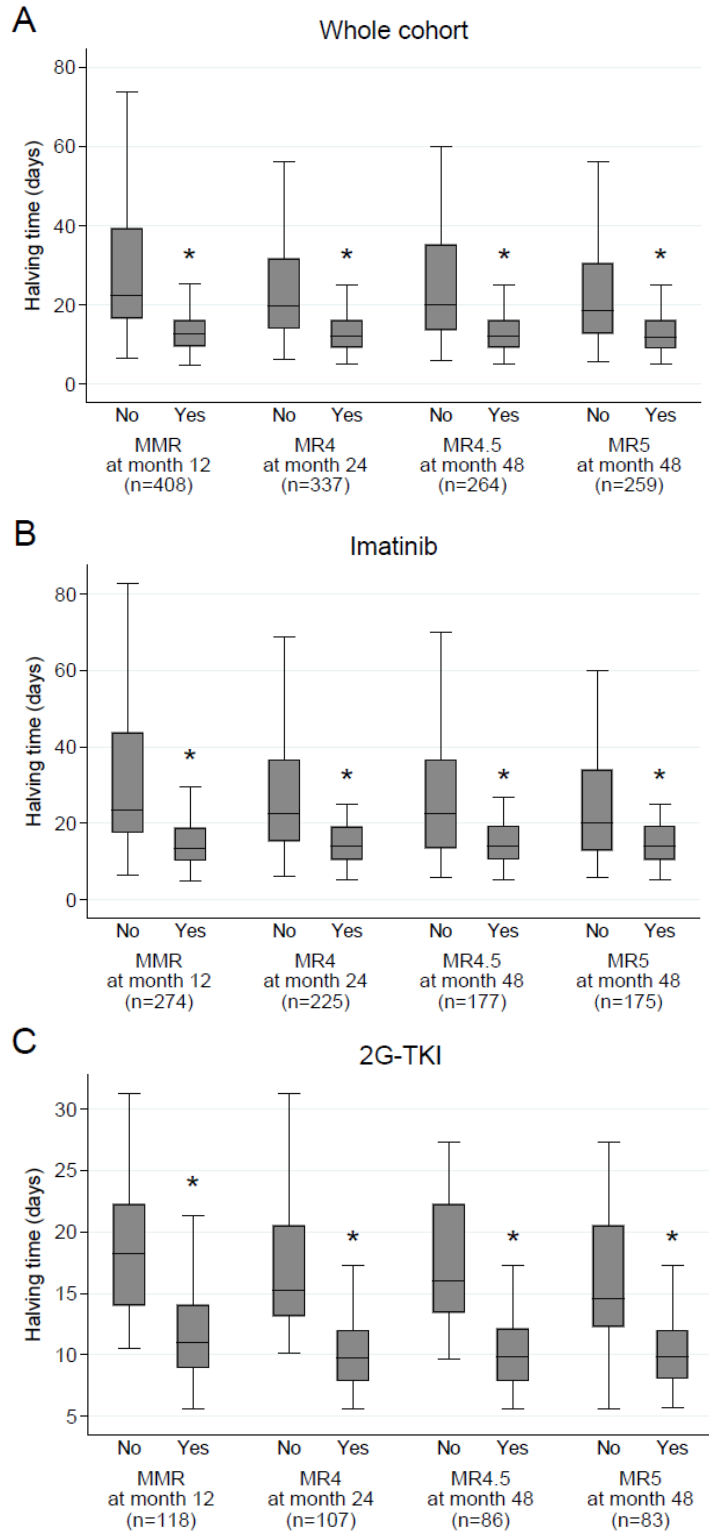 A
Whole cohort
Halving time (days)
80
60
40
20
0
* * * *
No Yes No Yes No Yes No Yes
MMR MR4 MR4.5 MR5
at month 12 at month 24 at month 48 at month 48
(n=408) (n=337) (n=264) (n=259)
B
Imatinib
Halving time (days)
80
60
40
20
0
* * * *
No Yes No Yes No Yes No Yes
MMR MR4 MR4.5 MR5
at month 12 at month 24 at month 48 at month 48
(n=274) (n=225) (n=177) (n=175)
C
2G-TKI
Halving time (days)
30
25
20
15
10
5
* * * *
No Yes No Yes No Yes No Yes
MMR MR4 MR4.5 MR5
at month 12 at month 24 at month 48 at month 48
(n=118) (n=107) (n=86) (n=83)